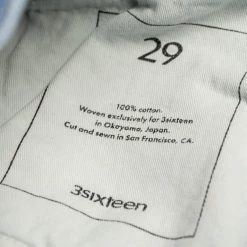 29
100% cotton.
Woven exclusively for 3sixteen
in Okayama, Japan.
Cut and sewn in San Francisco, CA.
3sixteen